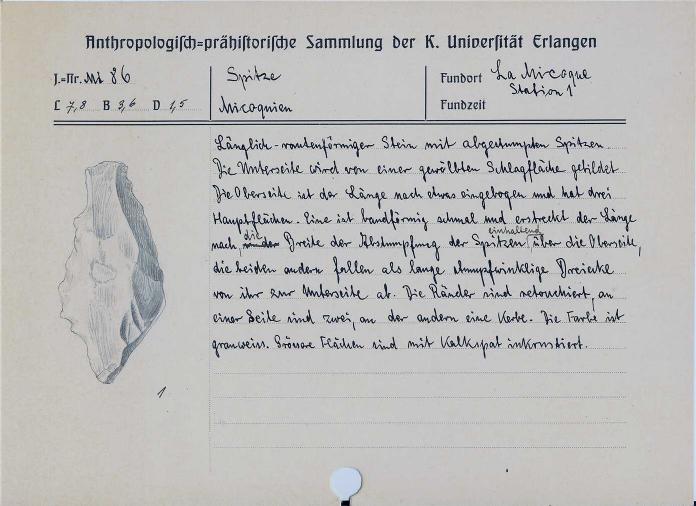 Anthropologisch=prähistorische Sammlung der K. Universität Erlangen
J.=Nr. Mi 86
Spitze
Fundort La Micoque
Station 1
L 7,8 B 3,6 D 1,5
Micoquien
Fundzeit
Länglich-rautenförmiger Stein mit abgestumpften Spitzen.
Die Unterseite wird von einer gewölbten Schlagfläche gebildet
Die Oberseite ist der Länge nach etwas eingebogen und hat drei
Hauptflächen. Eine ist bandförmig schmal und erstreckt der Länge
nach, die Breite der Abstumpfung der Spitzen einhaltend über die Oberseite,
die beiden andern fallen als lange stumpfwinklige Dreiecke
von ihr zur Unterseite ab. Die Ränder sind retouchiert, an
einer Seite sind zwei, an der andern eine Kerbe. Die Farbe ist
grauweiss. Grössere Flächen sind mit Kalkspat inkrustiert.
1